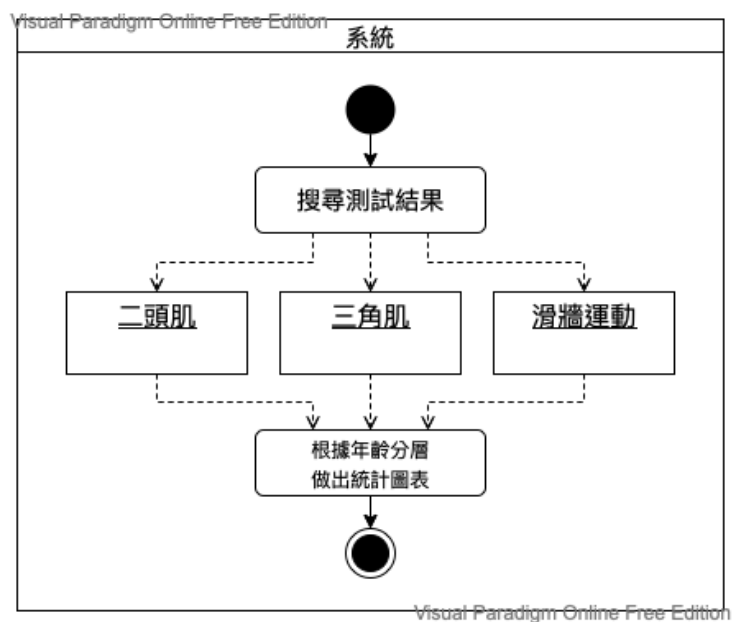 Visual Paradigm Online Free Edition
系統
搜尋測試結果
二頭肌
三角肌
滑牆運動
根據年齡分層
做出統計圖表
Visual Paradigm Online Free Edition